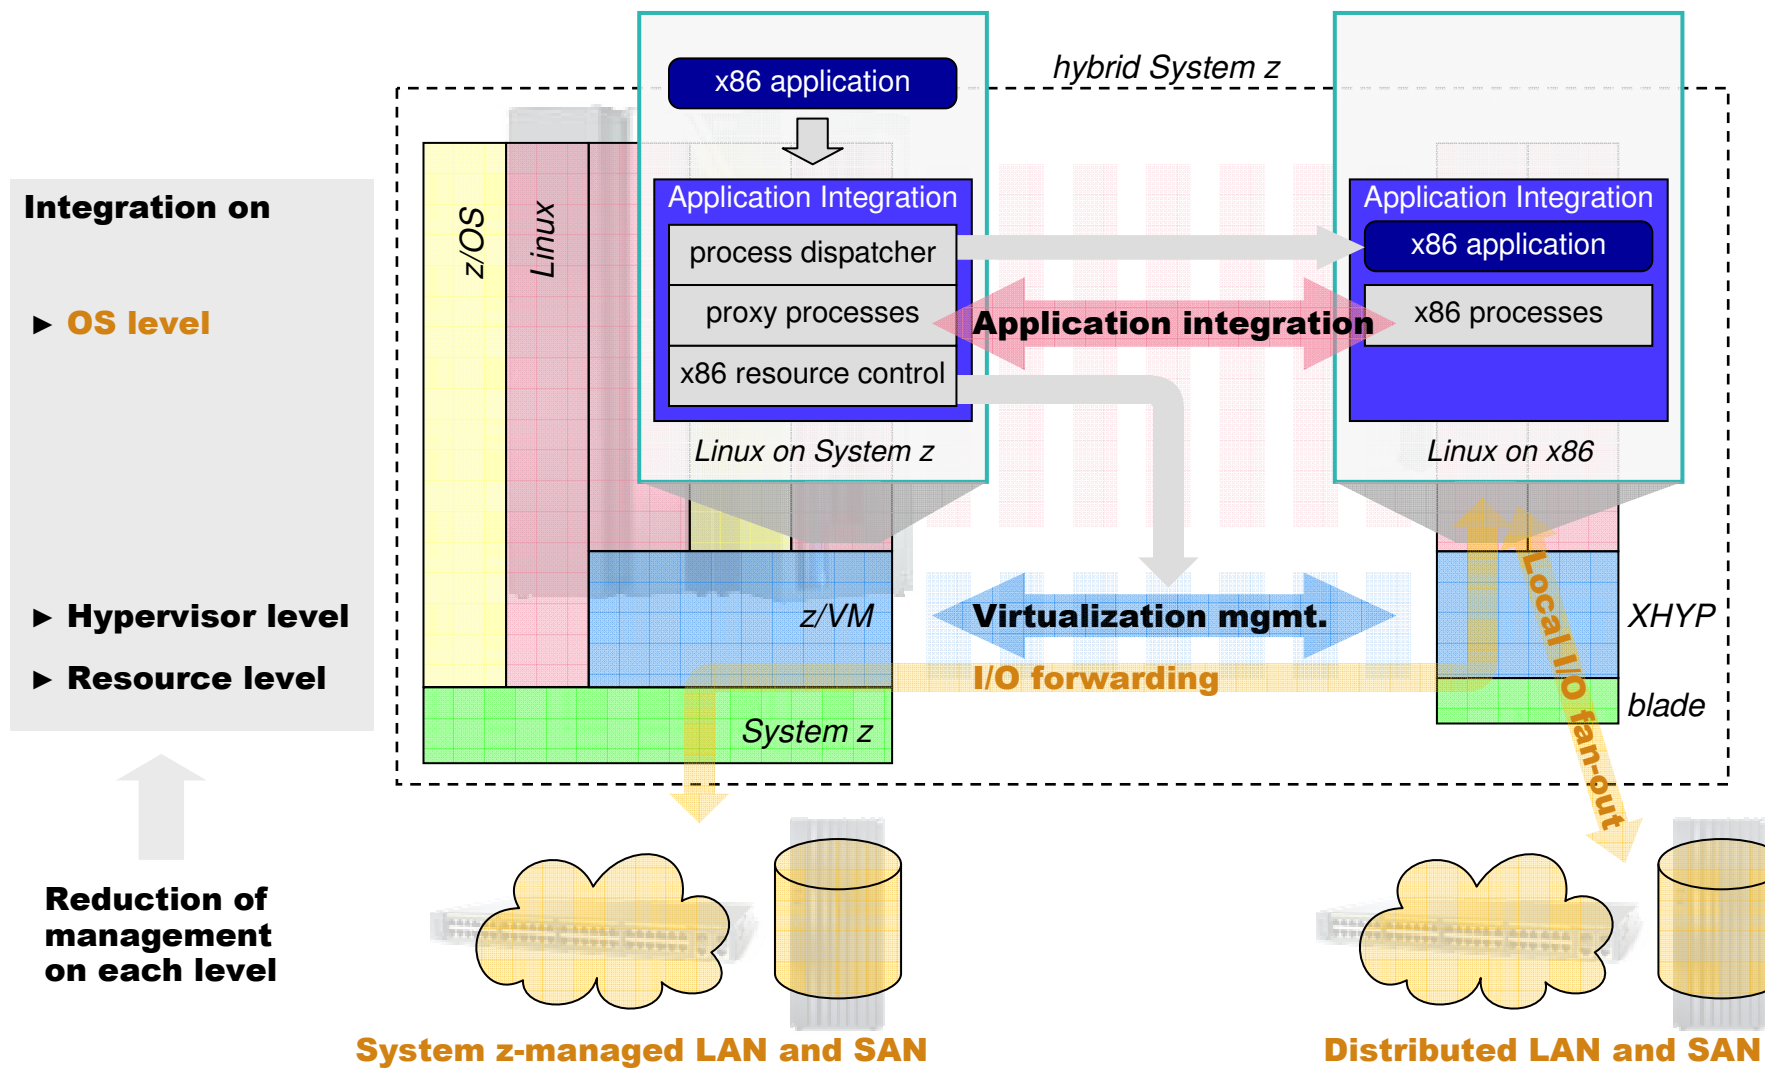 hybrid System z
x86 application
Integration on
► OS level
► Hypervisor level
► Resource level
Reduction of
management
on each level
z/OS
Linux
Application Integration
process dispatcher
proxy processes
x86 resource control
Linux on System z
Application integration
Application Integration
x86 application
x86 processes
Linux on x86
z/VM
Virtualization mgmt.
XHYP
I/O forwarding
Local I/O fan-out
System z
blade
System z-managed LAN and SAN
Distributed LAN and SAN